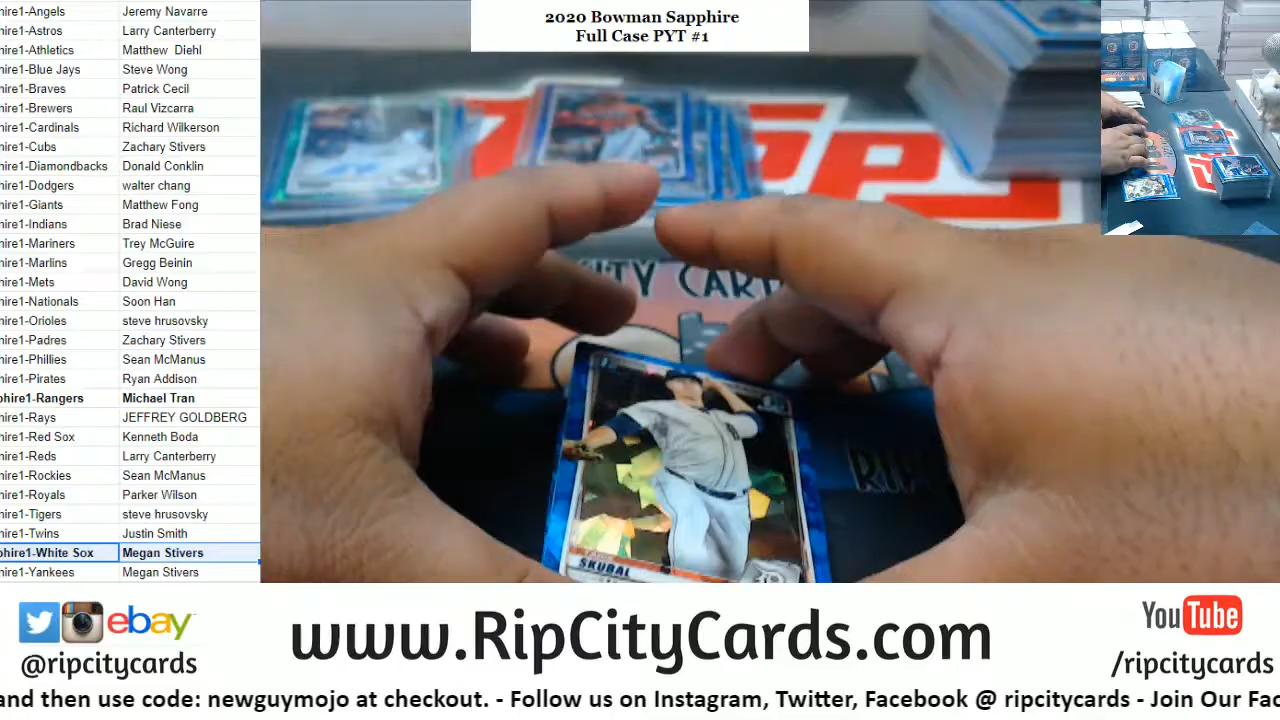 2020 Bowman Sapphire
Full Case PYT #1
hire1-Angels Jeremy Navarre
hire1-Astros Larry Canterberry
hire1-Athletics Matthew Diehl
hire1-Blue Jays Steve Wong
hire1-Braves Patrick Cecil
hire1-Brewers Raul Vizcarra
hire1-Cardinals Richard Wilkerson
hire1-Cubs Zachary Stivers
hire1-Diamondbacks Donald Conklin
hire1-Dodgers walter chang
hire1-Giants Matthew Fong
hire1-Indians Brad Niese
hire1-Mariners Trey McGuire
hire1-Marlins Gregg Beinin
hire1-Mets David Wong
hire1-Nationals Soon Han
hire1-Orioles steve hrusovsky
hire1-Padres Zachary Stivers
hire1-Phillies Sean McManus
hire1-Pirates Ryan Addison
phire1-Rangers Michael Tran
hire1-Rays JEFFREY GOLDBERG
hire1-Red Sox Kenneth Boda
hire1-Reds Larry Canterberry
hire1-Rockies Sean McManus
hire1-Royals Parker Wilson
hire1-Tigers steve hrusovsky
hire1-Twins Justin Smith
phire1-White Sox Megan Stivers
hire1-Yankees Megan Stivers
CITY CARD
RIP
SKUBAL
ebay
@ripcitycards
www.RipCityCards.com
YouTube
/ripcitycards
and then use code: newguymojo at checkout. - Follow us on Instagram, Twitter, Facebook @ ripcitycards - Join Our Fac